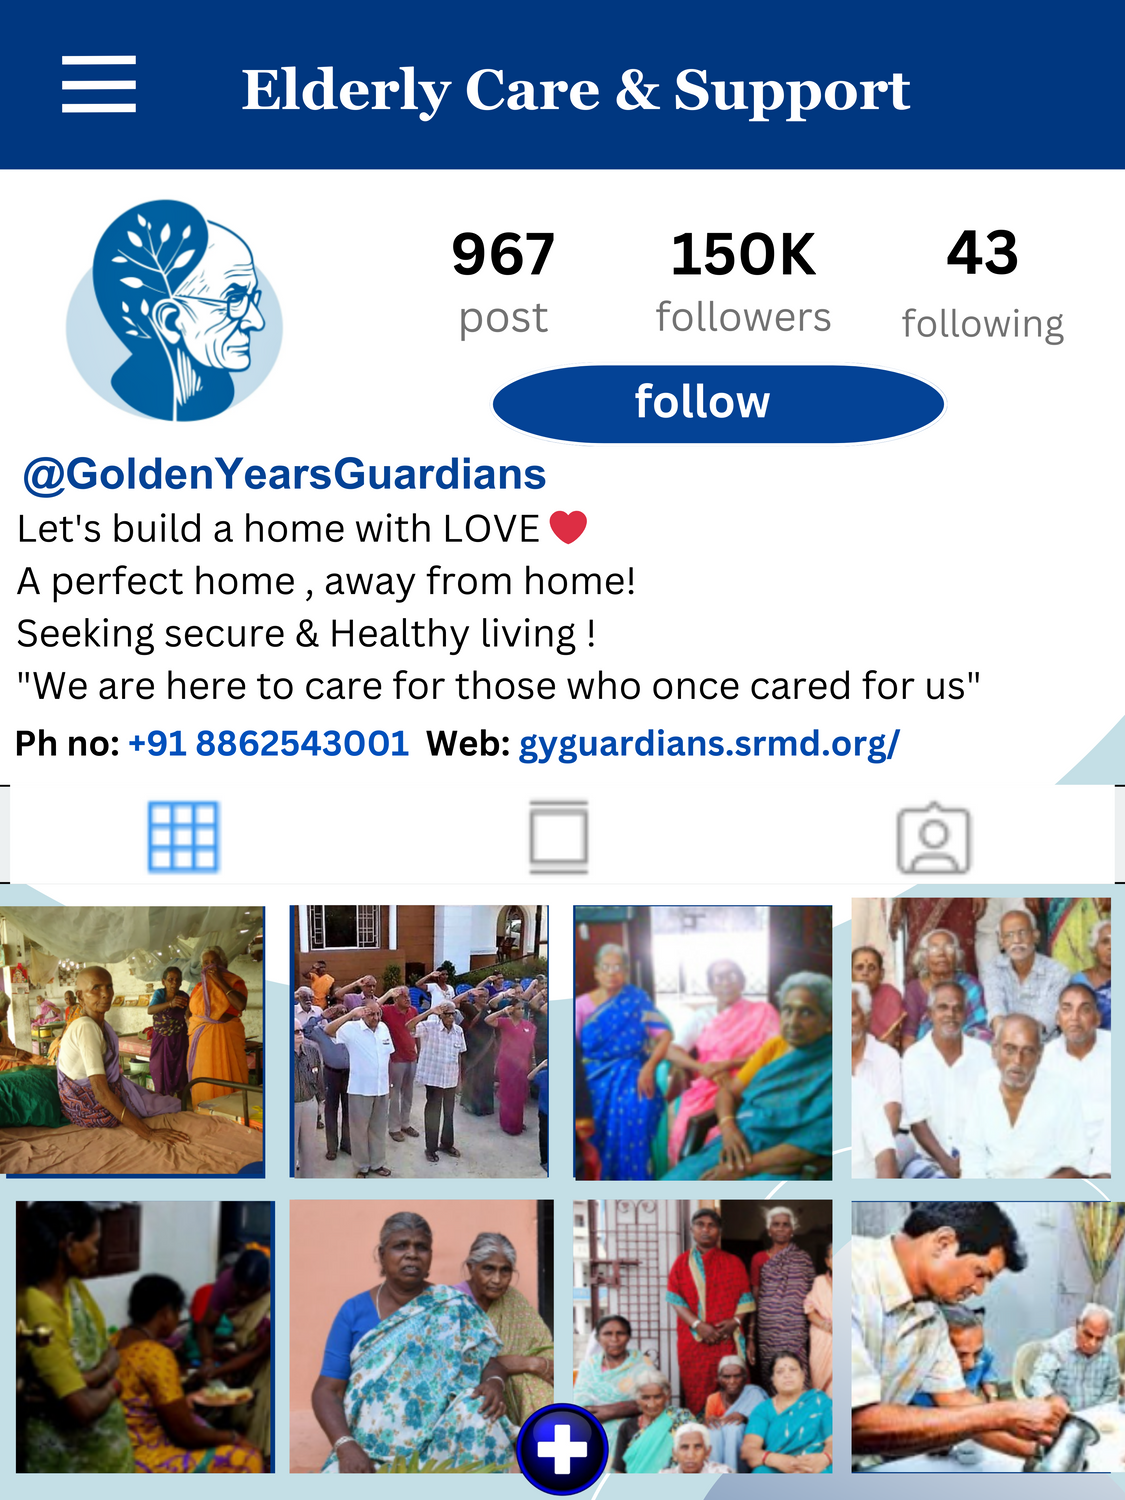 Elderly Care & Support
967 150K 43
post followers following
follow
@GoldenYearsGuardians
Let's build a home with LOVE ❤️
A perfect home , away from home!
Seeking secure & Healthy living !
"We are here to care for those who once cared for us"
Ph no: +91 8862543001 Web: gyguardians.srmd.org/